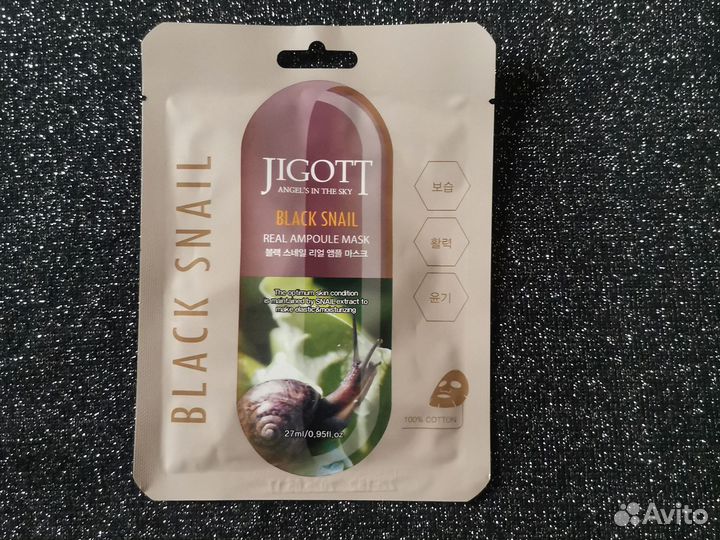 BLACK SNAIL
JIGOTT
ANGEL'S IN THE SKY
BLACK SNAIL
REAL AMPOULE MASK
블랙 스네일 리얼 앰플 마스크
The optimum skin condition
is maintained by SNAIL extract to
make elastic&moisturizing
27ml/0.95fl.oz
보습
활력
윤기
100% COTTON
Avito